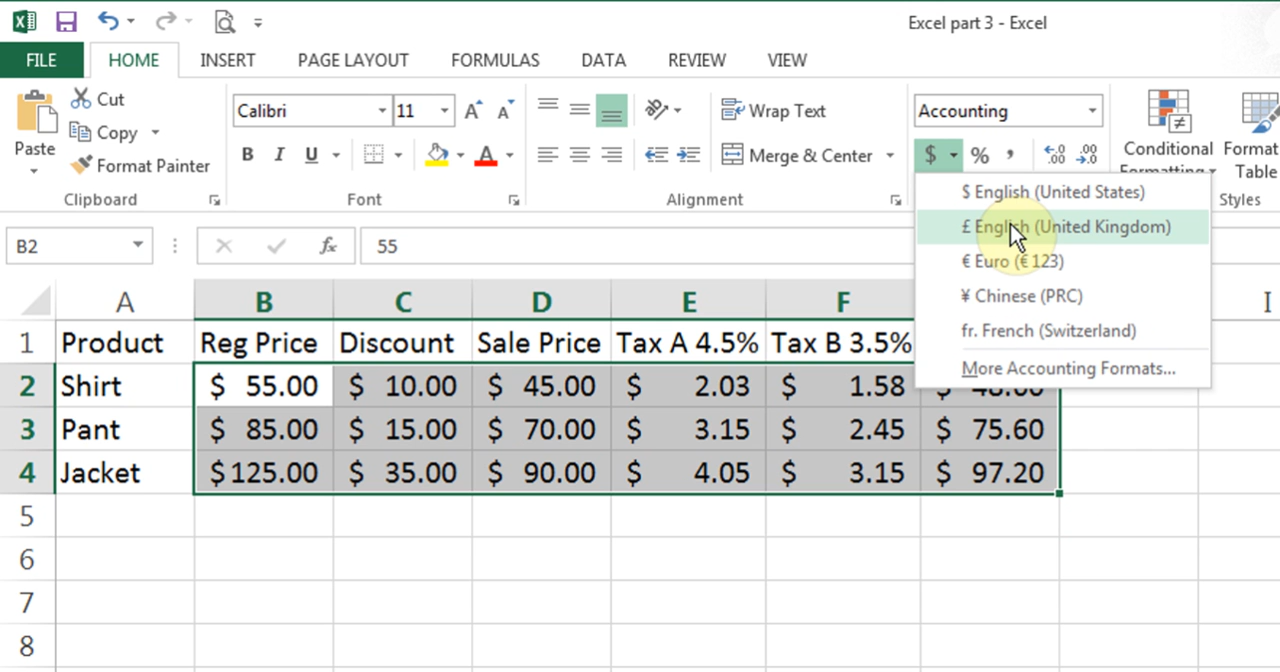 Excel part 3 - Excel
FILE HOME INSERT PAGE LAYOUT FORMULAS DATA REVIEW VIEW
Cut
Copy
Format Painter
Paste
Clipboard
Calibri 11
B I U A
Font
Wrap Text
Merge & Center
Alignment
Accounting
$ % ,
Conditional
Formatting
Format
Table
Styles
$ English (United States)
£ English (United Kingdom)
€ Euro (€ 123)
¥ Chinese (PRC)
fr. French (Switzerland)
More Accounting Formats...
B2 fx 55
A B C D E F I
1 Product Reg Price Discount Sale Price Tax A 4.5% Tax B 3.5%
2 Shirt $ 55.00 $ 10.00 $ 45.00 $ 2.03 $ 1.58 $
3 Pant $ 85.00 $ 15.00 $ 70.00 $ 3.15 $ 2.45 $ 75.60
4 Jacket $ 125.00 $ 35.00 $ 90.00 $ 4.05 $ 3.15 $ 97.20
5
6
7
8